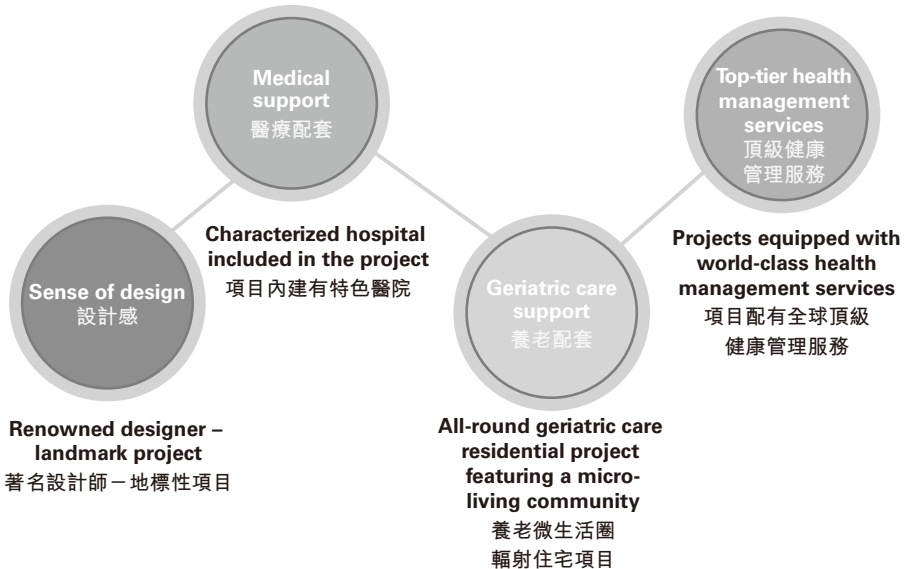 Sense of design
設計感
Renowned designer –
landmark project
著名設計師－地標性項目
Medical
support
醫療配套
Characterized hospital
included in the project
項目內建有特色醫院
Geriatric care
support
養老配套
All-round geriatric care
residential project
featuring a micro-
living community
養老微生活圈
輻射住宅項目
Top-tier health
management
services
頂級健康
管理服務
Projects equipped with
world-class health
management services
項目配有全球頂級
健康管理服務